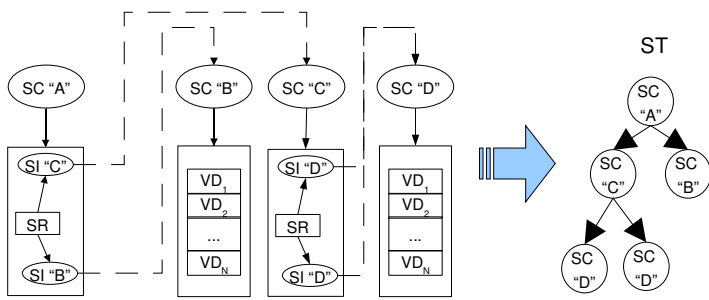 ST
SC "A"
SC "B"
SC "C"
SC "D"
SI "C"
SR
SI "B"
VD1
VD2
...
VDN
SI "D"
SR
SI "D"
VD1
VD2
...
VDN
SC
"A"
SC
"C"
SC
"B"
SC
"D"
SC
"D"